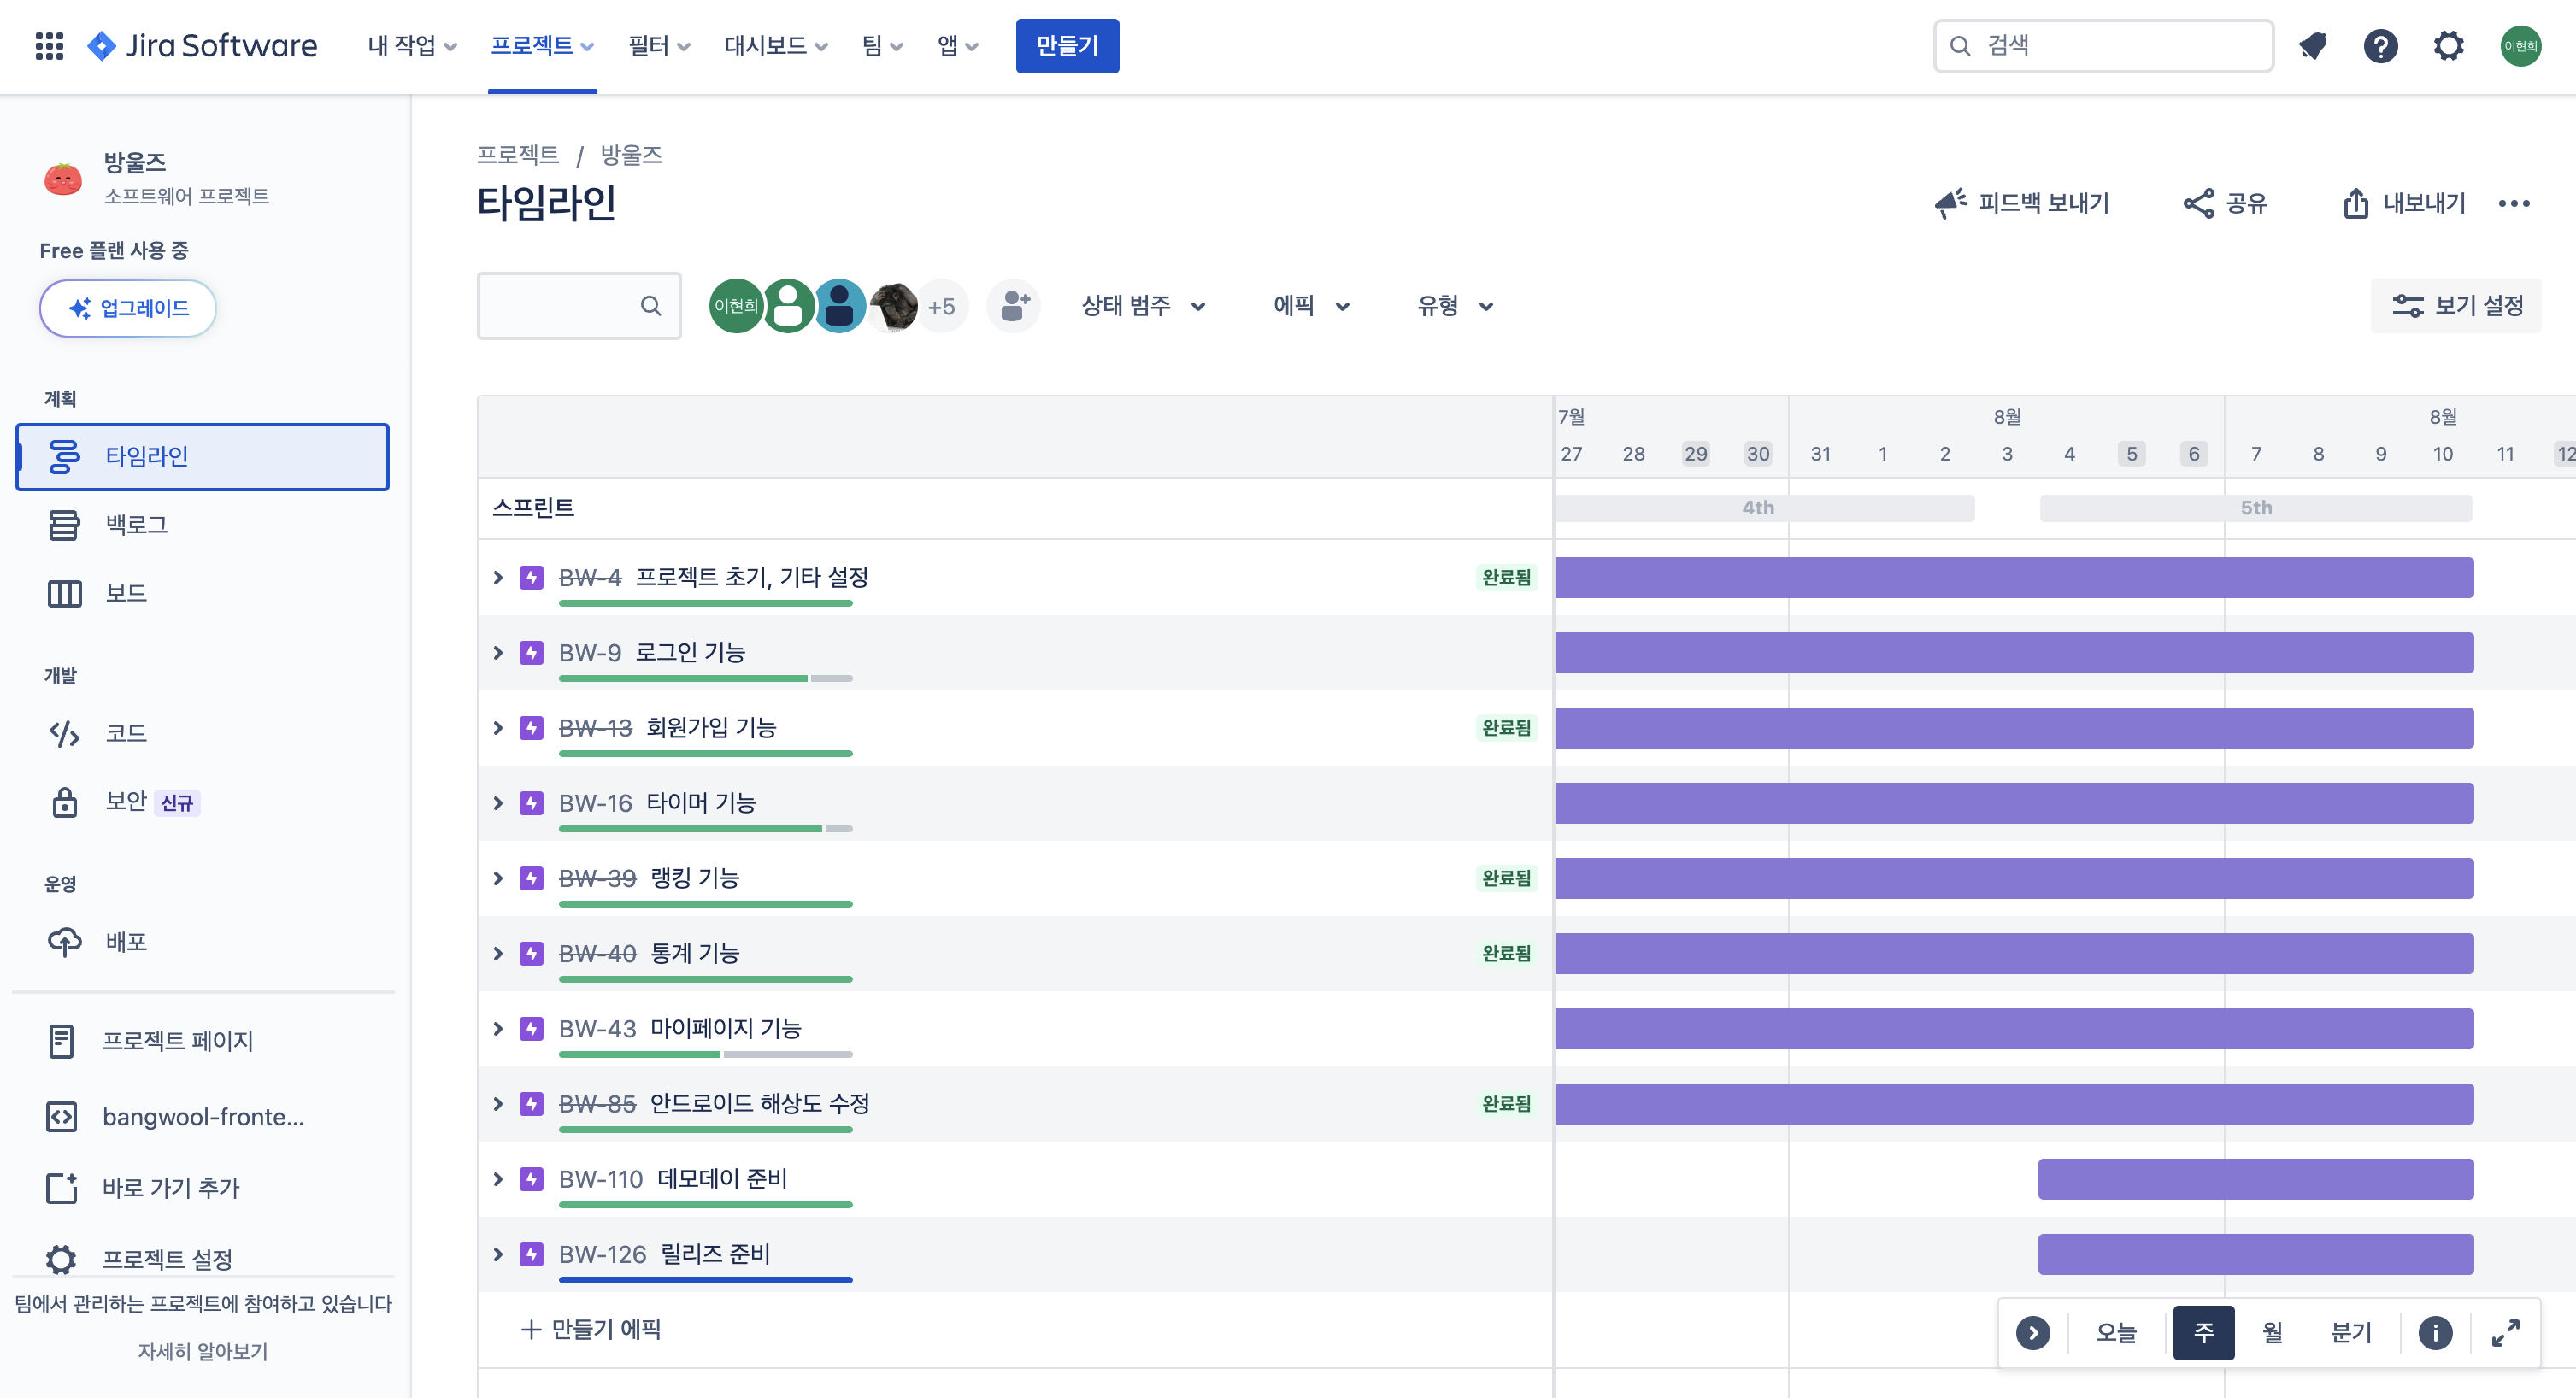 Jira Software
내 작업
프로젝트
필터
대시보드
팀
앱
만들기
검색
이현희
방울즈
소프트웨어 프로젝트
Free 플랜 사용 중
업그레이드
계획
타임라인
백로그
보드
개발
코드
보안 신규
운영
배포
프로젝트 페이지
bangwool-fronte...
바로 가기 추가
프로젝트 설정
팀에서 관리하는 프로젝트에 참여하고 있습니다
자세히 알아보기
프로젝트 / 방울즈
타임라인
피드백 보내기
공유
내보내기
이현희
+5
상태 범주
에픽
유형
보기 설정
7월 8월 8월
27 28 29 30 31 1 2 3 4 5 6 7 8 9 10 11 12
스프린트 4th 5th
BW-4 프로젝트 초기, 기타 설정 완료됨
BW-9 로그인 기능
BW-13 회원가입 기능 완료됨
BW-16 타이머 기능
BW-39 랭킹 기능 완료됨
BW-40 통계 기능 완료됨
BW-43 마이페이지 기능
BW-85 안드로이드 해상도 수정 완료됨
BW-110 데모데이 준비
BW-126 릴리즈 준비
+ 만들기 에픽
오늘 주 월 분기